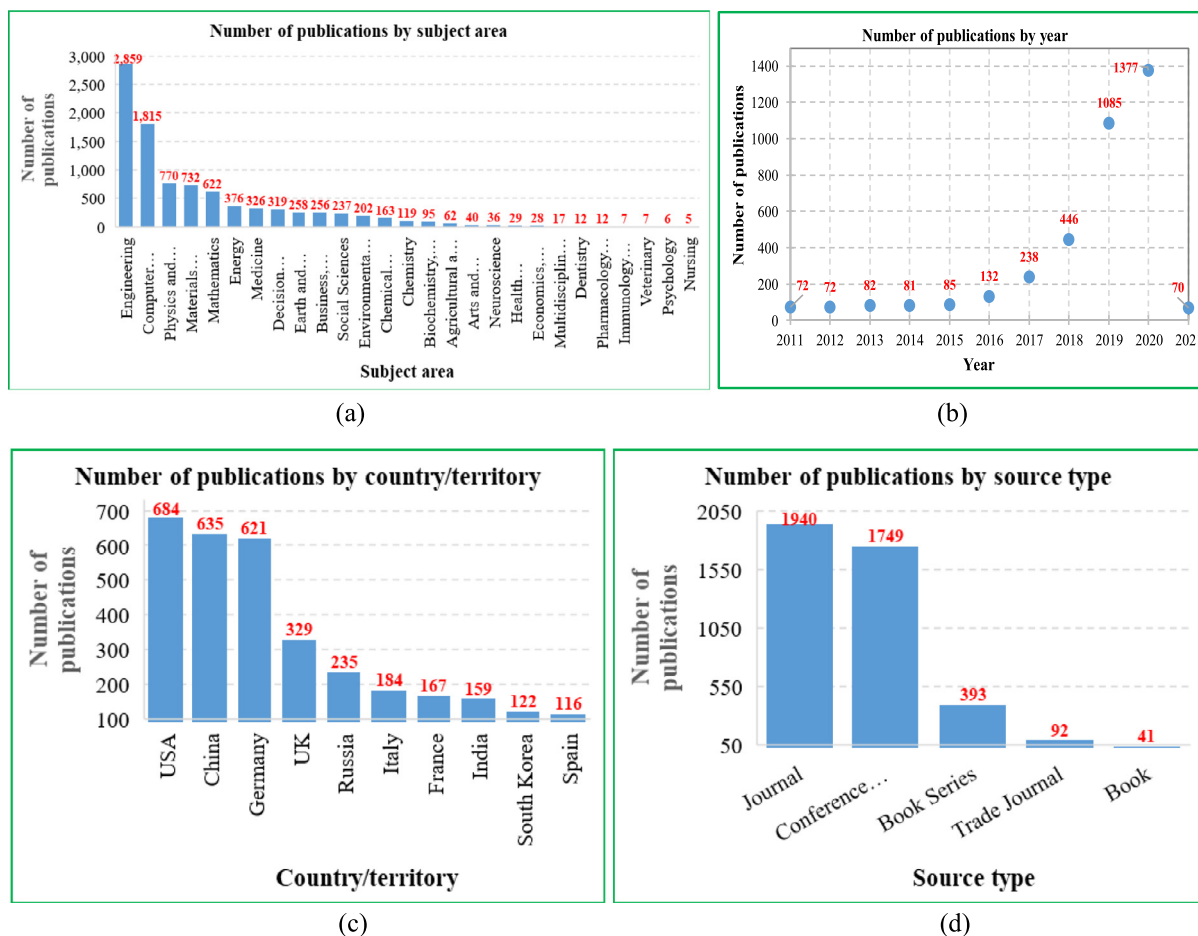 Number of publications by subject area
Number of
publications
3,000
2,500
2,000
1,500
1,000
500
0
2,859
1,815
770
732
622
376
326
319
258
256
237
202
163
119
95
62
40
36
29
28
17
12
12
7
7
6
5
Engineering
Computer…
Physics and…
Materials…
Mathematics
Energy
Medicine
Decision…
Earth and…
Business,…
Social Sciences
Environmenta…
Chemical…
Chemistry
Biochemistry,…
Agricultural a…
Arts and…
Neuroscience
Health…
Economics,…
Multidisciplin…
Dentistry
Pharmacology…
Immunology…
Veterinary
Psychology
Nursing
Subject area
(a)
Number of publications by year
Number of publications
1400
1200
1000
800
600
400
200
0
72
72
82
81
85
132
238
446
1085
1377
70
2011
2012
2013
2014
2015
2016
2017
2018
2019
2020
202
Year
(b)
Number of publications by country/territory
Number of
publications
700
600
500
400
300
200
100
684
635
621
329
235
184
167
159
122
116
USA
China
Germany
UK
Russia
Italy
France
India
South Korea
Spain
Country/territory
(c)
Number of publications by source type
Number of
publications
2050
1550
1050
550
50
1940
1749
393
92
41
Journal
Conference…
Book Series
Trade Journal
Book
Source type
(d)